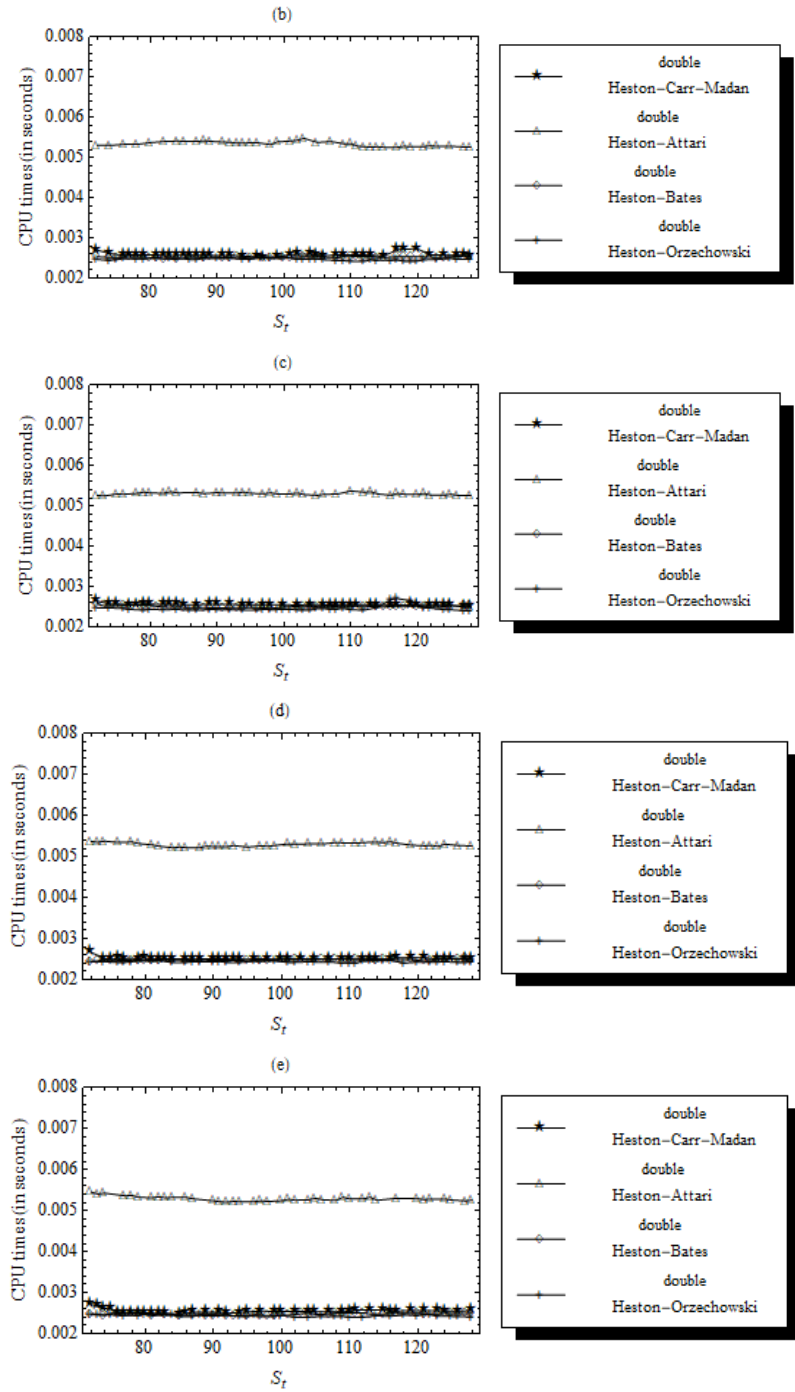 (b)
CPU times (in seconds)
0.008
0.007
0.006
0.005
0.004
0.003
0.002
80 90 100 110 120
St
double
Heston−Carr−Madan
double
Heston−Attari
double
Heston−Bates
double
Heston−Orzechowski
(c)
CPU times (in seconds)
0.008
0.007
0.006
0.005
0.004
0.003
0.002
80 90 100 110 120
St
double
Heston−Carr−Madan
double
Heston−Attari
double
Heston−Bates
double
Heston−Orzechowski
(d)
CPU times (in seconds)
0.008
0.007
0.006
0.005
0.004
0.003
0.002
80 90 100 110 120
St
double
Heston−Carr−Madan
double
Heston−Attari
double
Heston−Bates
double
Heston−Orzechowski
(e)
CPU times (in seconds)
0.008
0.007
0.006
0.005
0.004
0.003
0.002
80 90 100 110 120
St
double
Heston−Carr−Madan
double
Heston−Attari
double
Heston−Bates
double
Heston−Orzechowski